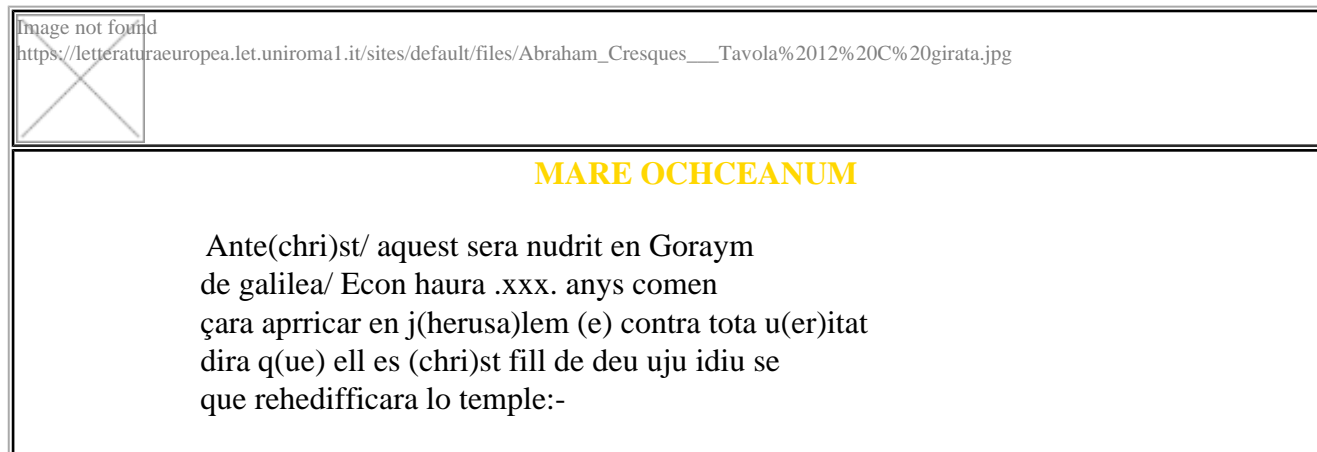 Image not found
https://letteraturaeuropea.let.uniroma1.it/sites/default/files/Abraham_Cresques___Tavola%2012%20C%20girata.jpg
MARE OCHCEANUM
Ante(chri)st/ aquest sera nudrit en Goraym
de galilea/ Econ haura .xxx. anys comen
çara aprricar en j(herusa)lem (e) contra tota u(er)itat
dira q(ue) ell es (chri)st fill de deu uju idiu se
que rehedifficara lo temple:-